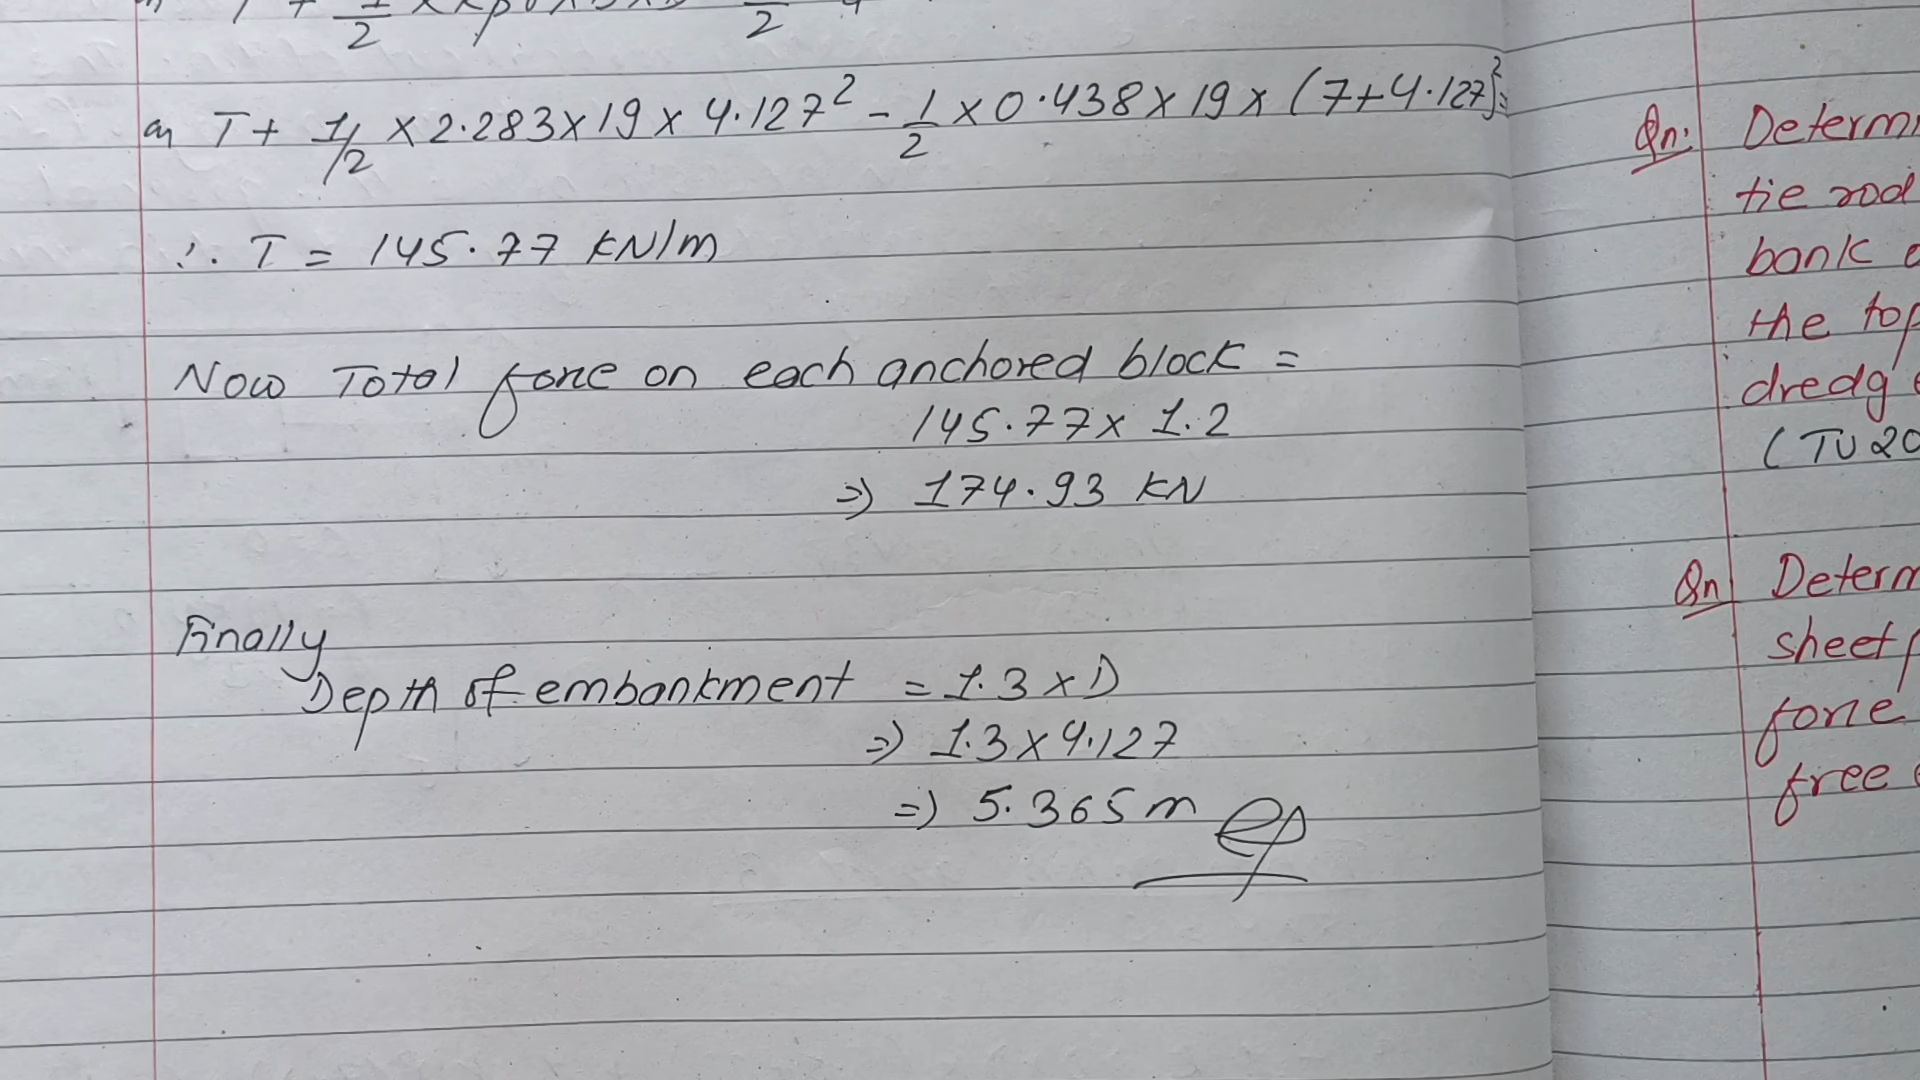 T + 1/2 × 2.283 × 19 × 4.127² - 1/2 × 0.438 × 19 × (7+4.127)² =
∴ T = 145.77 KN/m
Now Total force on each anchored block =
145.77 × 1.2
⇒ 174.93 KN
Finally
Depth of embankment = 1.3 × D
⇒ 1.3 × 4.127
⇒ 5.365 m
Qn: Determi
tie rod
bank
the top
dredg
(TU 20
Qn Determ
sheet p
force
free